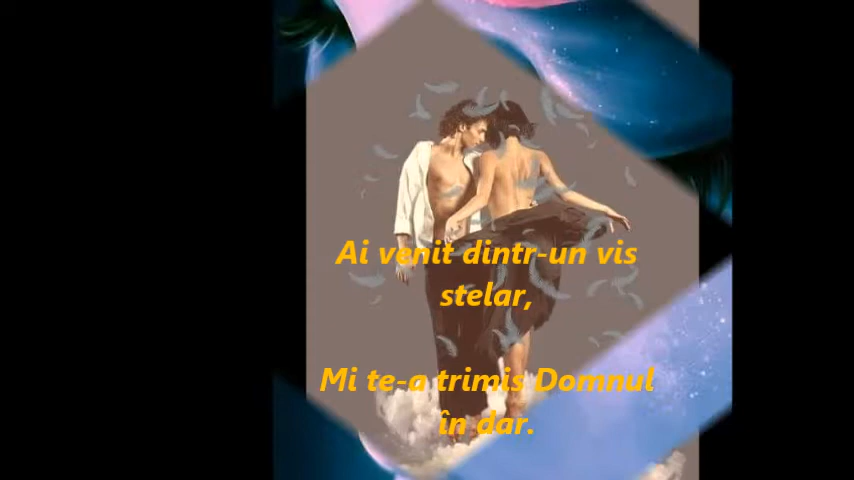 Ai venit dintr-un vis
stelar,
Mi te-a trimis Domnul
în dar.